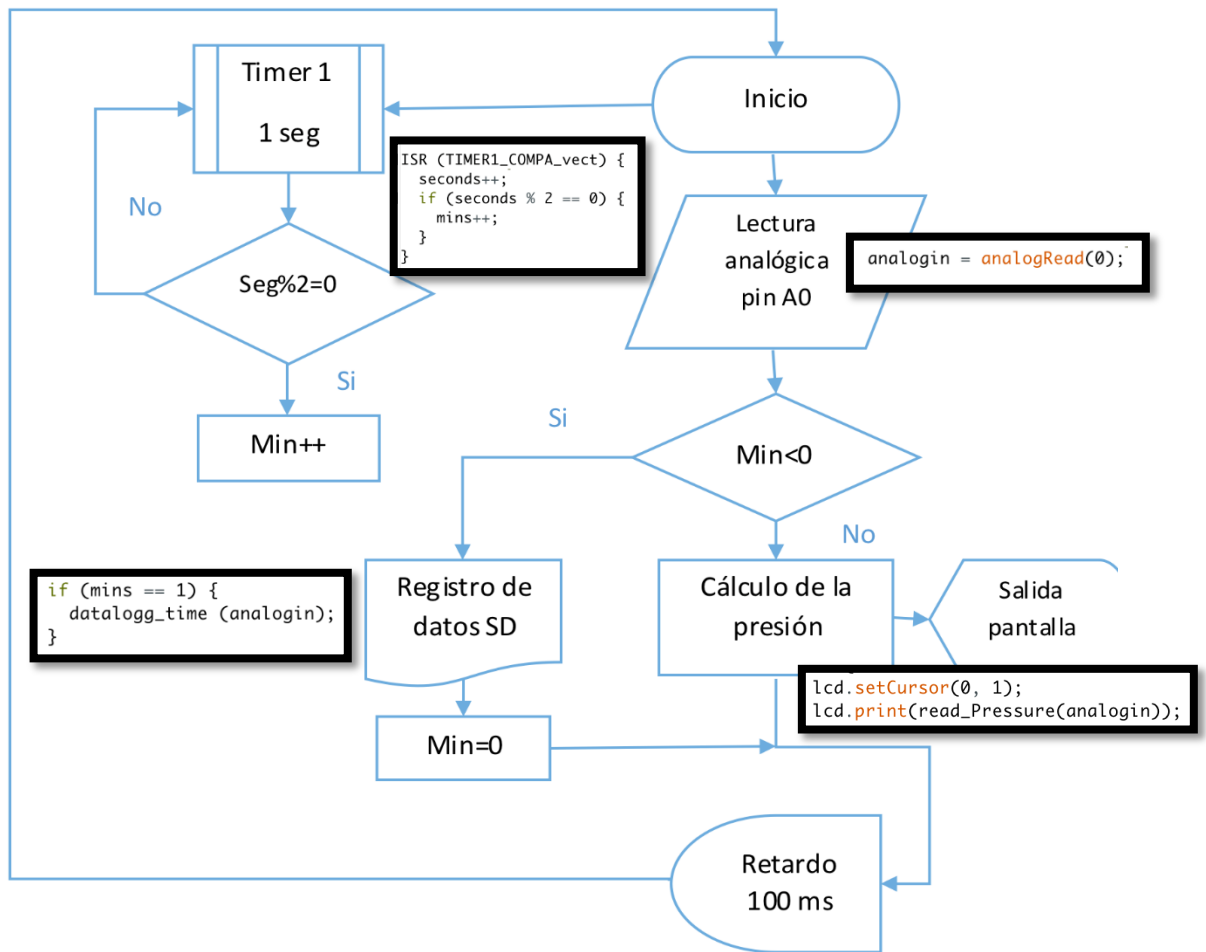 Timer 1
1 seg
Inicio
ISR (TIMER1_COMPA_vect) {
seconds++;
if (seconds % 2 == 0) {
mins++;
}
}
No
Seg%2=0
Si
Min++
Lectura
analógica
pin A0
analogin = analogRead(0);
Si
Min<0
No
if (mins == 1) {
datalogg_time (analogin);
}
Registro de
datos SD
Cálculo de la
presión
Salida
pantalla
lcd.setCursor(0, 1);
lcd.print(read_Pressure(analogin));
Min=0
Retardo
100 ms